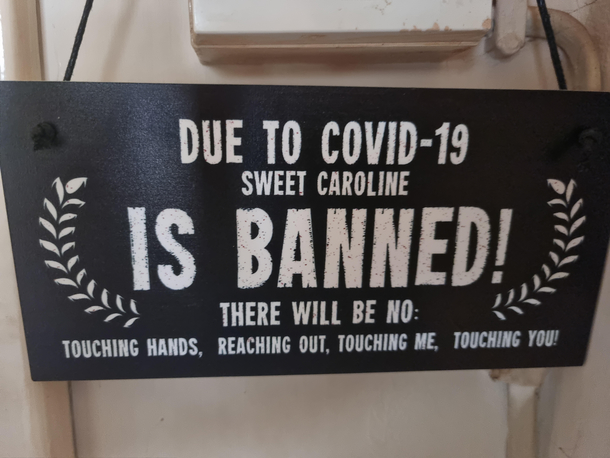 DUE TO COVID-19
SWEET CAROLINE
IS BANNED!
THERE WILL BE NO:
TOUCHING HANDS, REACHING OUT, TOUCHING ME, TOUCHING YOU!